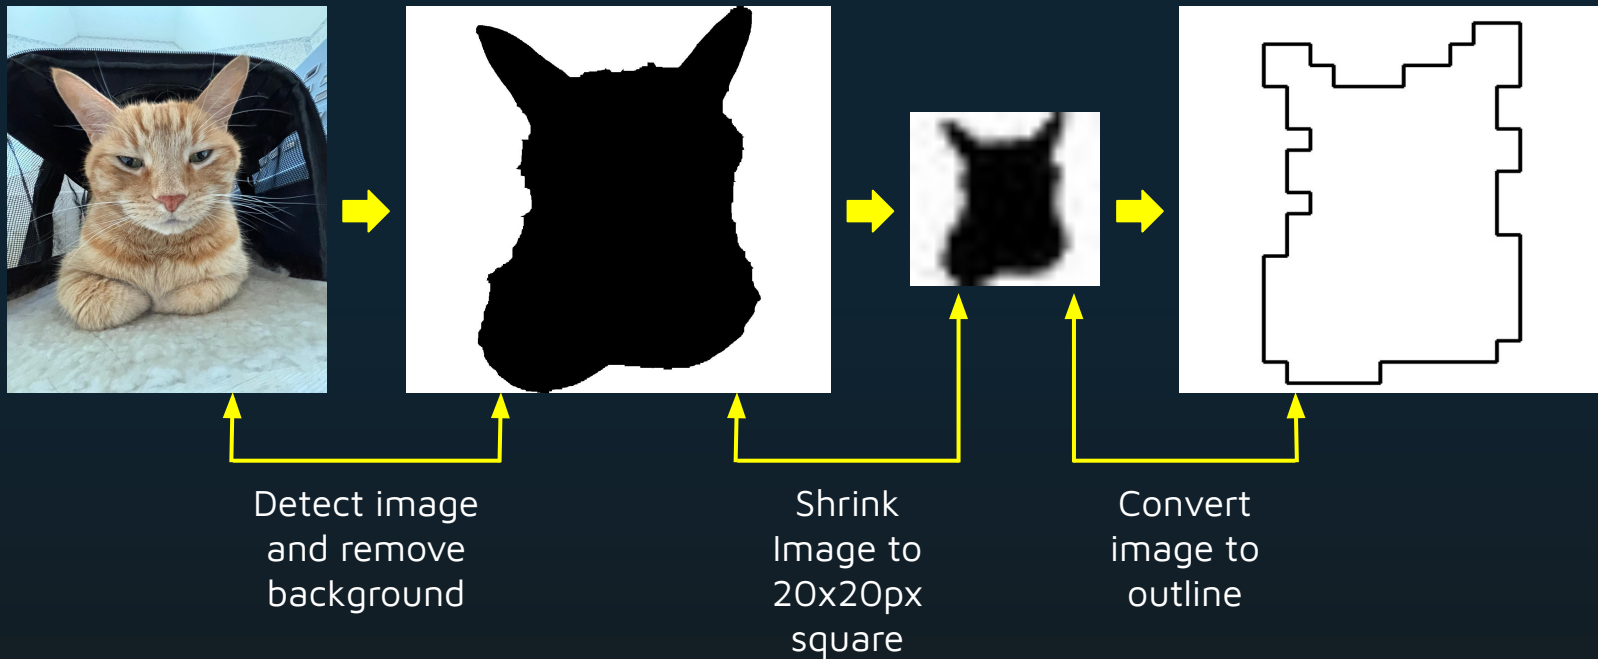 Detect image
and remove
background
Shrink
Image to
20x20px
square
Convert
image to
outline